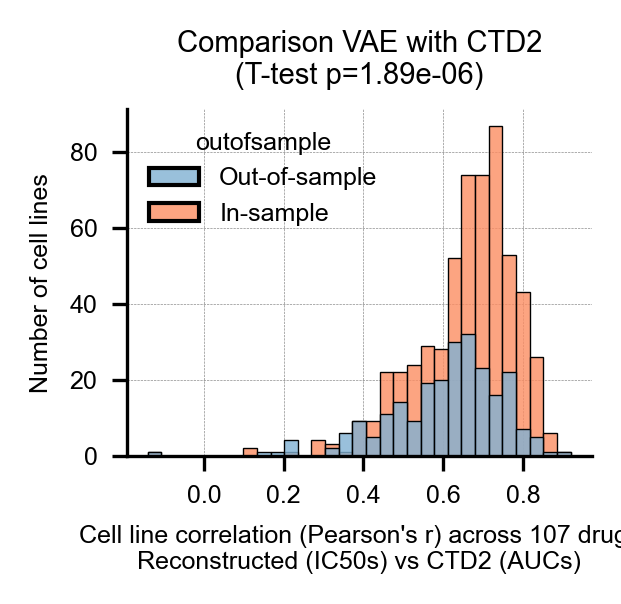 Comparison VAE with CTD2
(T-test p=1.89e-06)
outofsample
Out-of-sample
In-sample
Number of cell lines
80
60
40
20
0
0.0 0.2 0.4 0.6 0.8
Cell line correlation (Pearson's r) across 107 drug
Reconstructed (IC50s) vs CTD2 (AUCs)